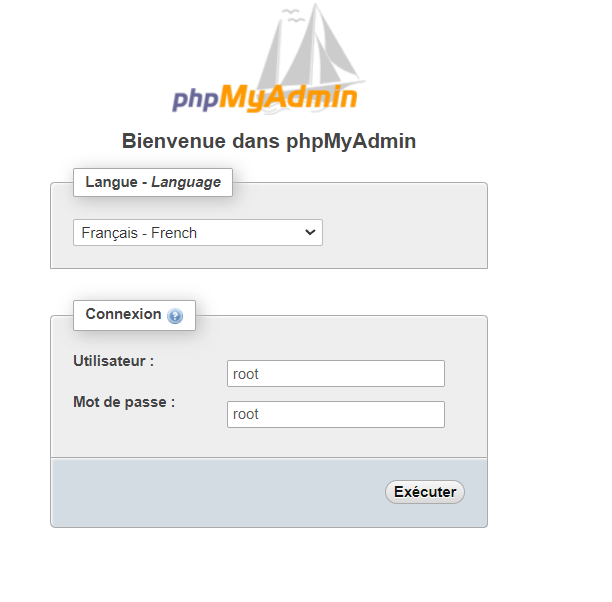 phpMyAdmin
Bienvenue dans phpMyAdmin
Langue - Language
Français - French
Connexion ?
Utilisateur :
root
Mot de passe :
root
Exécuter